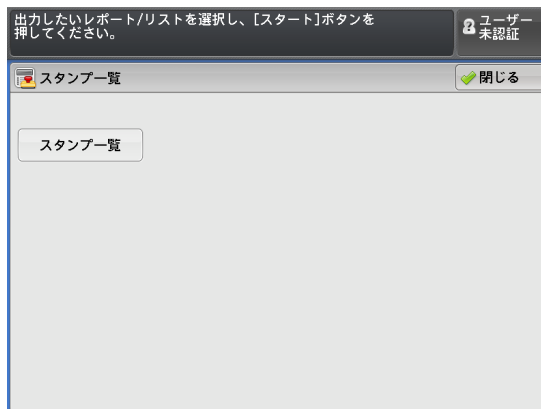 出力したいレポート/リストを選択し、[スタート]ボタンを
押してください。
ユーザー
未認証
スタンプ一覧
閉じる
スタンプ一覧